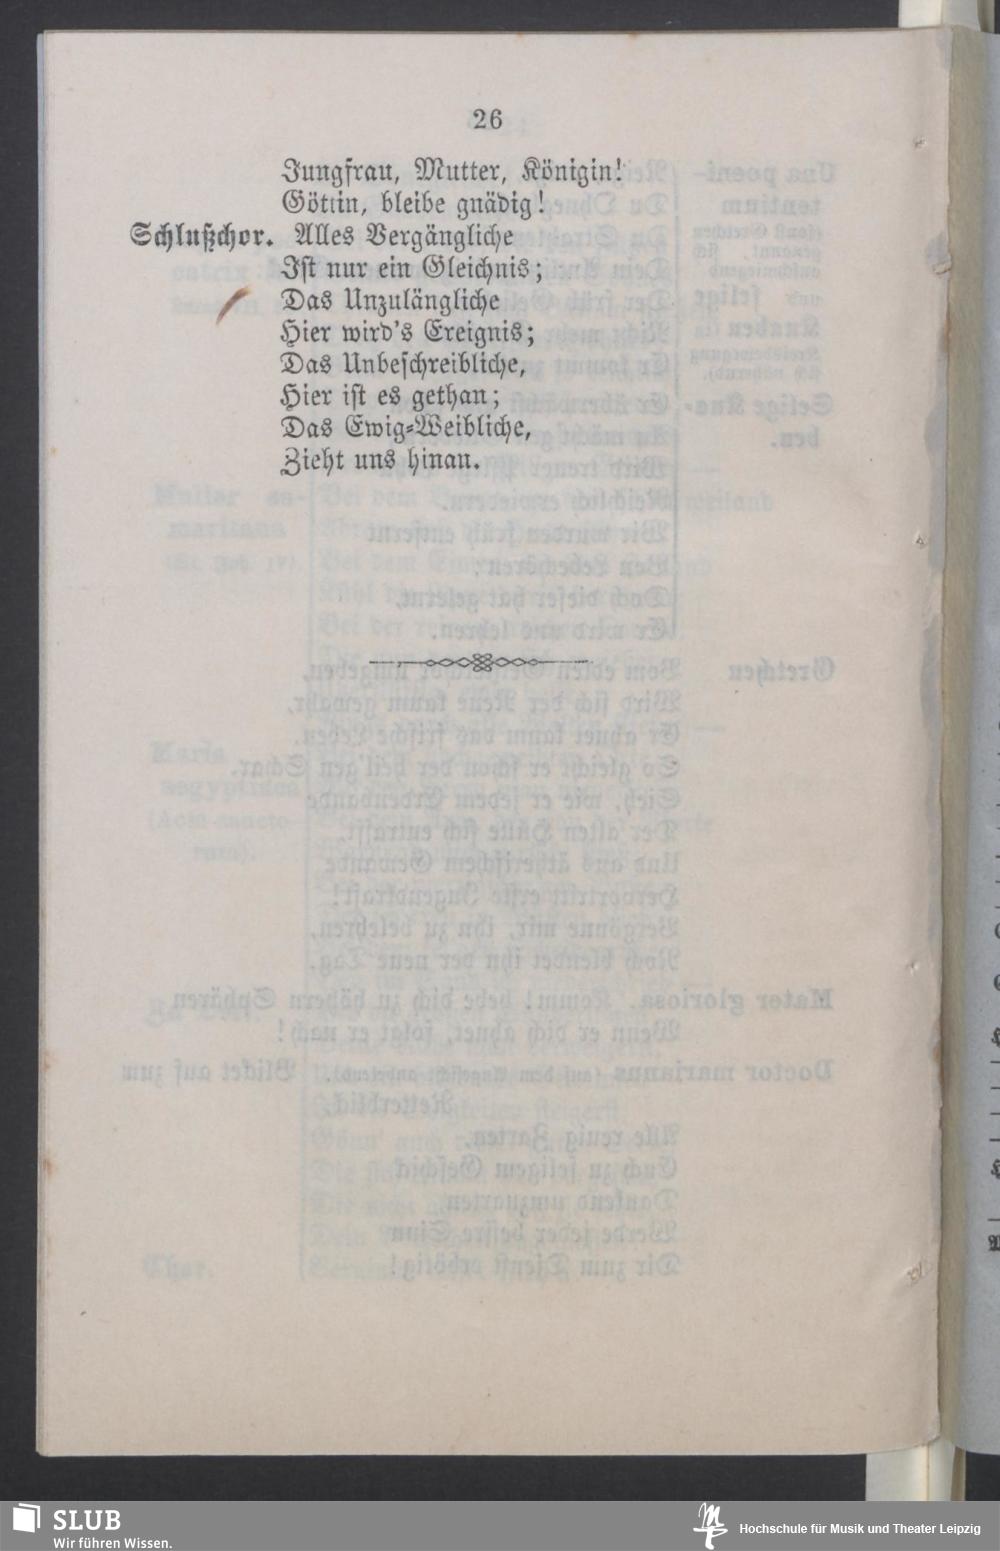 26
Jungfrau, Mutter, Königin!
Göttin, bleibe gnädig!
Schlußchor. Alles Vergängliche
Ist nur ein Gleichnis;
Das Unzulängliche
Hier wird's Ereignis;
Das Unbeschreibliche,
Hier ist es gethan;
Das Ewig-Weibliche,
Zieht uns hinan.
SLUB
Wir führen Wissen.
Hochschule für Musik und Theater Leipzig